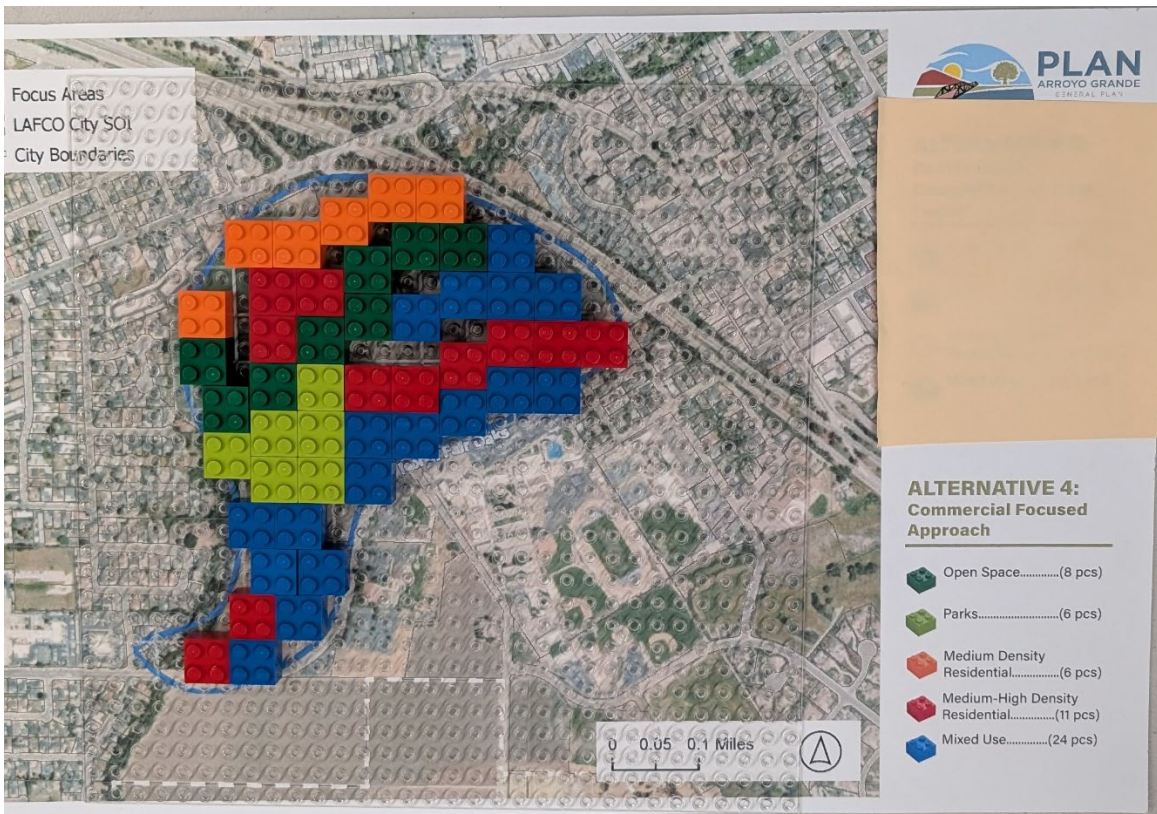 Focus Areas
LAFCO City SOI
City Boundaries
PLAN
ARROYO GRANDE
GENERAL PLAN
ALTERNATIVE 4:
Commercial Focused
Approach
Open Space.............(8 pcs)
Parks.......................(6 pcs)
Medium Density
Residential................(6 pcs)
Medium-High Density
Residential...............(11 pcs)
Mixed Use..............(24 pcs)
0 0.05 0.1 Miles